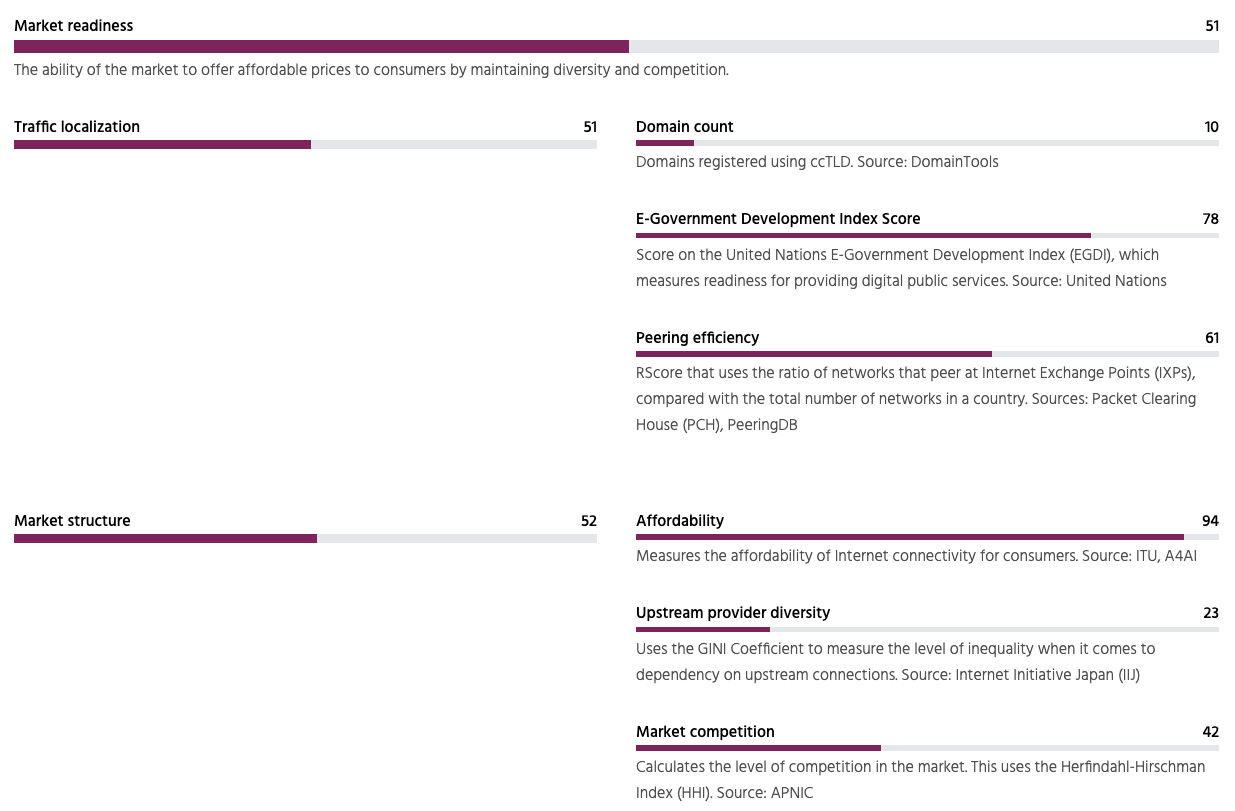 Market readiness 51
The ability of the market to offer affordable prices to consumers by maintaining diversity and competition.
Traffic localization 51
Domain count 10
Domains registered using ccTLD. Source: DomainTools
E-Government Development Index Score 78
Score on the United Nations E-Government Development Index (EGDI), which
measures readiness for providing digital public services. Source: United Nations
Peering efficiency 61
RScore that uses the ratio of networks that peer at Internet Exchange Points (IXPs),
compared with the total number of networks in a country. Sources: Packet Clearing
House (PCH), PeeringDB
Market structure 52
Affordability 94
Measures the affordability of Internet connectivity for consumers. Source: ITU, A4AI
Upstream provider diversity 23
Uses the GINI Coefficient to measure the level of inequality when it comes to
dependency on upstream connections. Source: Internet Initiative Japan (IIJ)
Market competition 42
Calculates the level of competition in the market. This uses the Herfindahl-Hirschman
Index (HHI). Source: APNIC